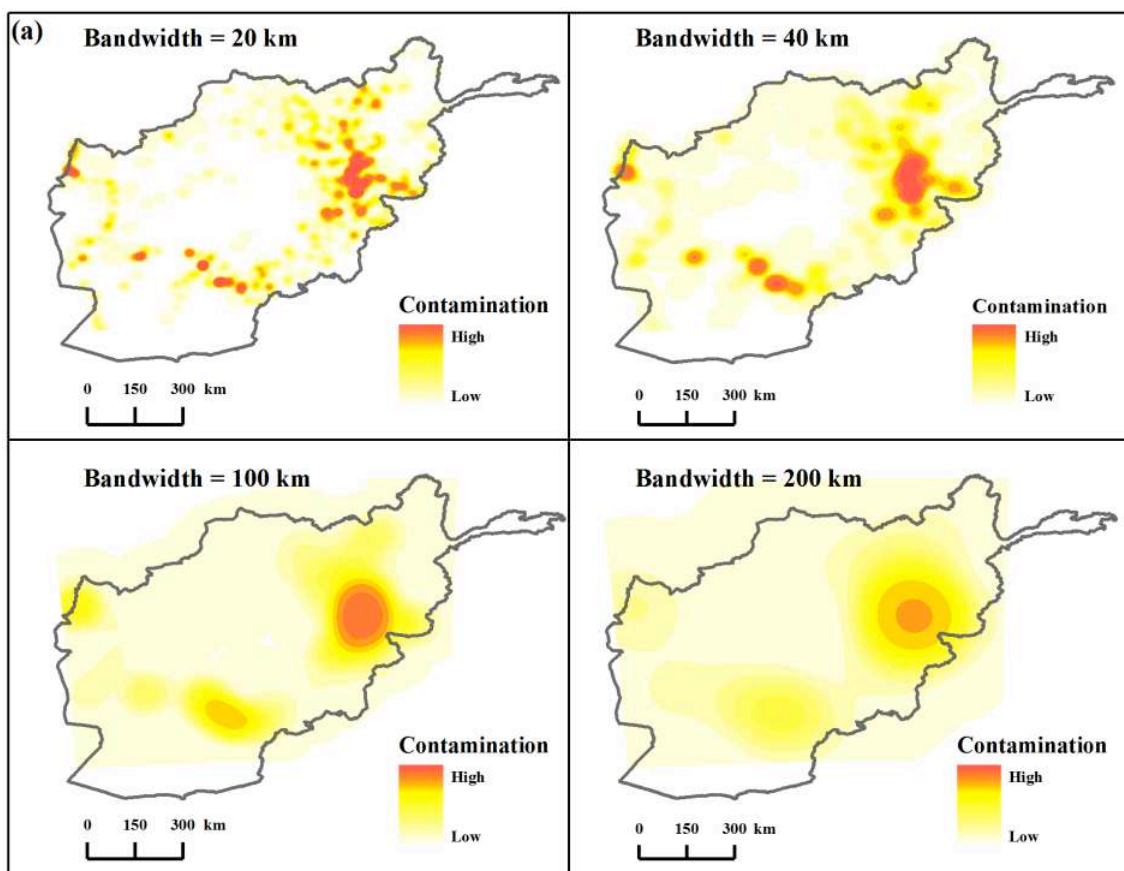 (a)
Bandwidth = 20 km
Contamination
High
Low
0 150 300 km
Bandwidth = 40 km
Contamination
High
Low
0 150 300 km
Bandwidth = 100 km
Contamination
High
Low
0 150 300 km
Bandwidth = 200 km
Contamination
High
Low
0 150 300 km